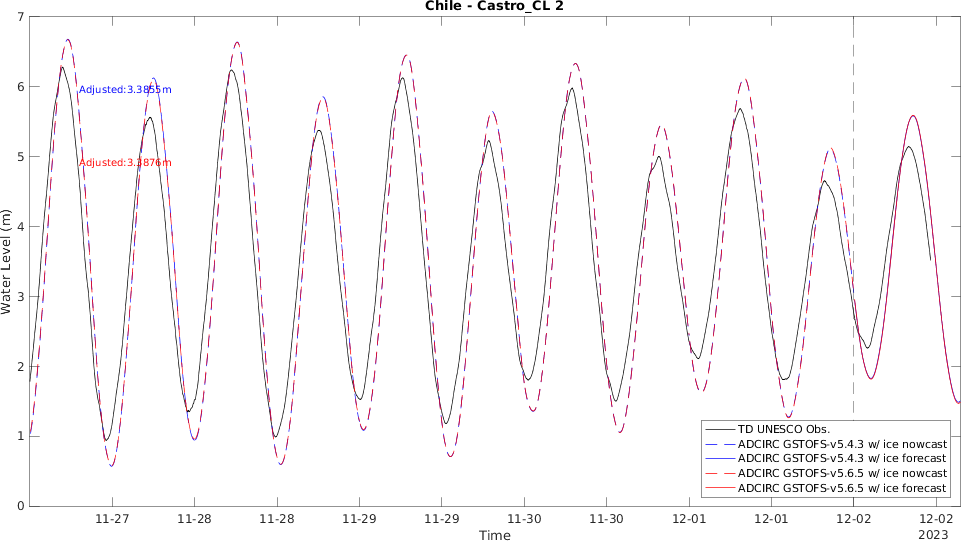 Chile - Castro_CL 2
7
6
5
4
3
2
1
0
Water Level (m)
Adjusted:3.3855m
Adjusted:3.3876m
TD UNESCO Obs.
ADCIRC GSTOFS-v5.4.3 w/ ice nowcast
ADCIRC GSTOFS-v5.4.3 w/ ice forecast
ADCIRC GSTOFS-v5.6.5 w/ ice nowcast
ADCIRC GSTOFS-v5.6.5 w/ ice forecast
11-27 11-28 11-28 11-29 11-29 11-30 11-30 12-01 12-01 12-02 12-02
2023
Time